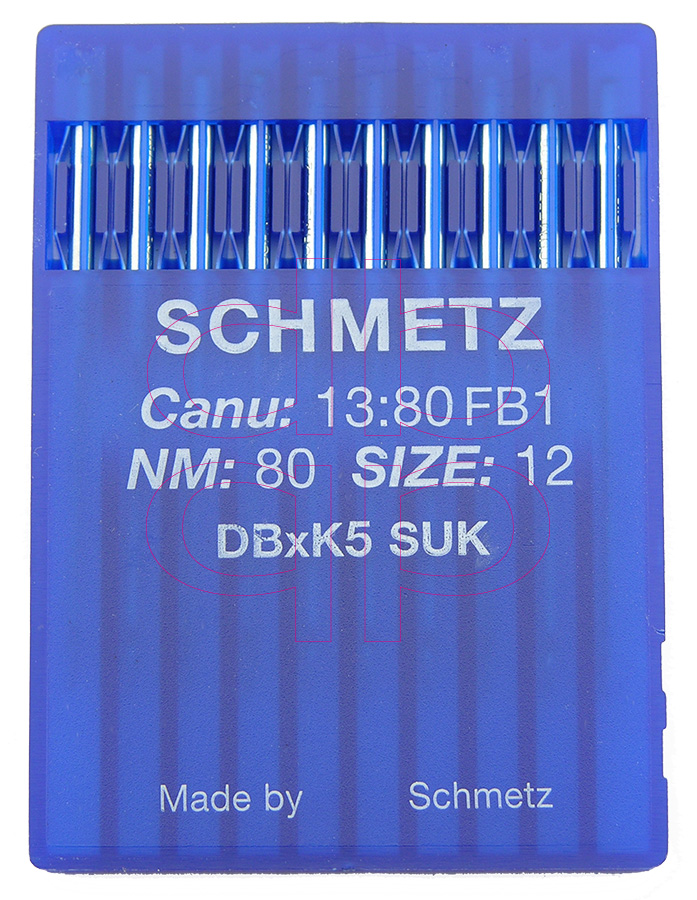 SCHMETZ
Canu: 13:80 FB1
NM: 80 SIZE: 12
DBxK5 SUK
Made by Schmetz